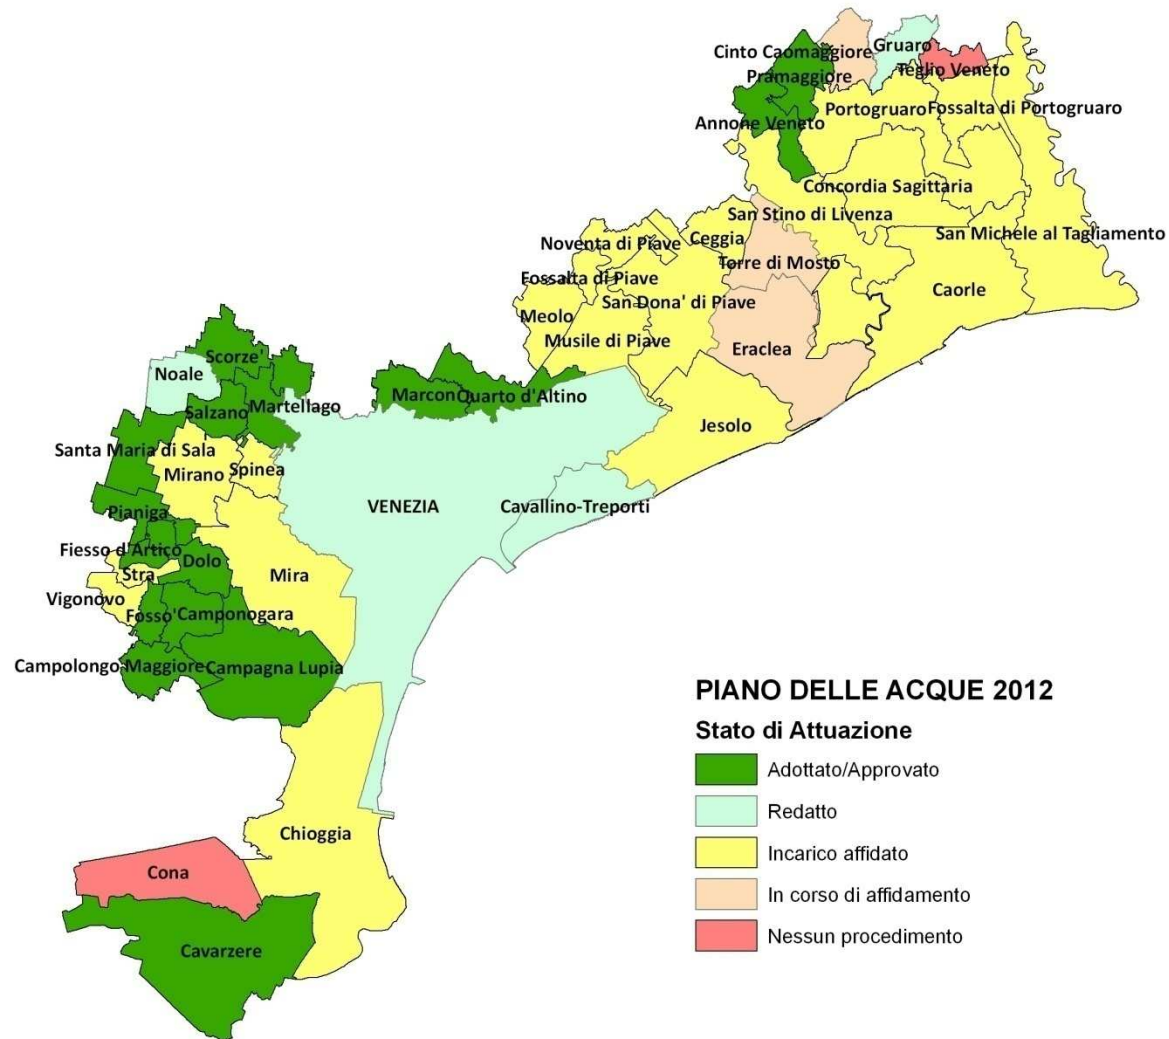 Cinto Caomaggiore
Gruaro
Pramaggiore
Teglio Veneto
Annone Veneto
Portogruaro
Fossalta di Portogruaro
Concordia Sagittaria
San Stino di Livenza
San Michele al Tagliamento
Noventa di Piave
Ceggia
Torre di Mosto
Fossalta di Piave
San Dona' di Piave
Caorle
Meolo
Musile di Piave
Eraclea
Scorze'
Noale
Salzano
Martellago
Marcon
Quarto d'Altino
Jesolo
Santa Maria di Sala'
Mirano
Spinea
VENEZIA
Cavallino-Treporti
Pianiga
Fiesso d'Artico
Dolo
Stra
Mira
Vigonovo
Fosso'
Camponogara
Campolongo Maggiore
Campagna Lupia
Chioggia
Cona
Cavarzere
PIANO DELLE ACQUE 2012
Stato di Attuazione
Adottato/Approvato
Redatto
Incarico affidato
In corso di affidamento
Nessun procedimento